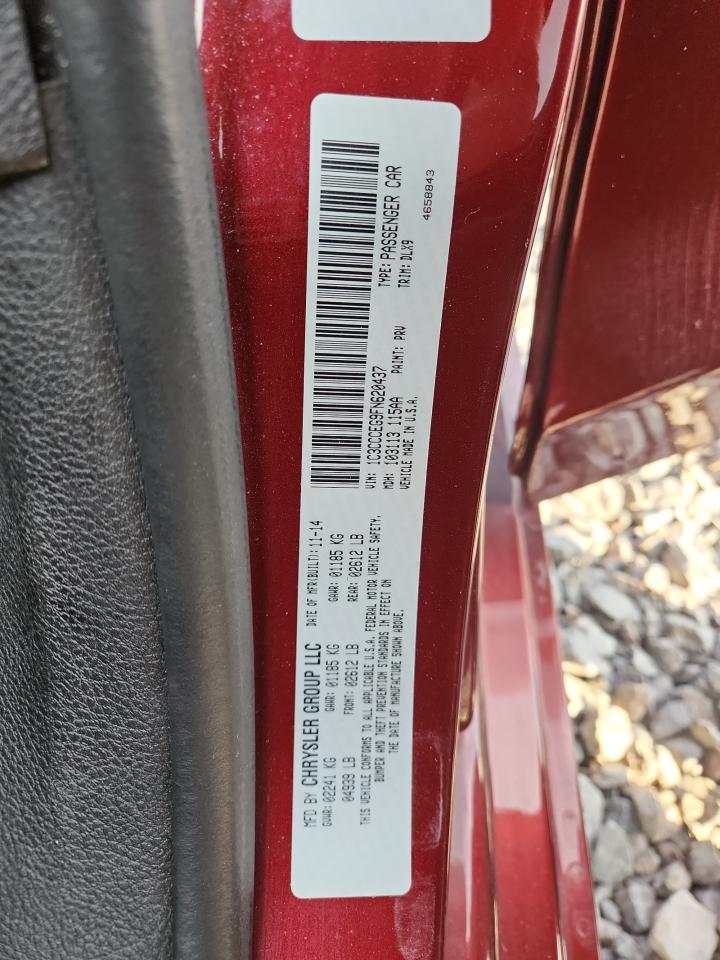 MFD BY CHRYSLER GROUP LLC DATE OF MFR(BUILT): 11-14
GVWR: 02241 KG GAWR: 01185 KG GAWR: 01185 KG
04939 LB FRONT: 02612 LB REAR: 02612 LB
THIS VEHICLE CONFORMS TO ALL APPLICABLE U.S.A. FEDERAL MOTOR VEHICLE SAFETY,
BUMPER AND THEFT PREVENTION STANDARDS IN EFFECT ON
THE DATE OF MANUFACTURE SHOWN ABOVE.
VIN: 1C3CCCEG9FN620437 TYPE: PASSENGER CAR
MDH: 103113 115AA PAINT: PRV TRIM: DLX9
VEHICLE MADE IN U.S.A.
4658843